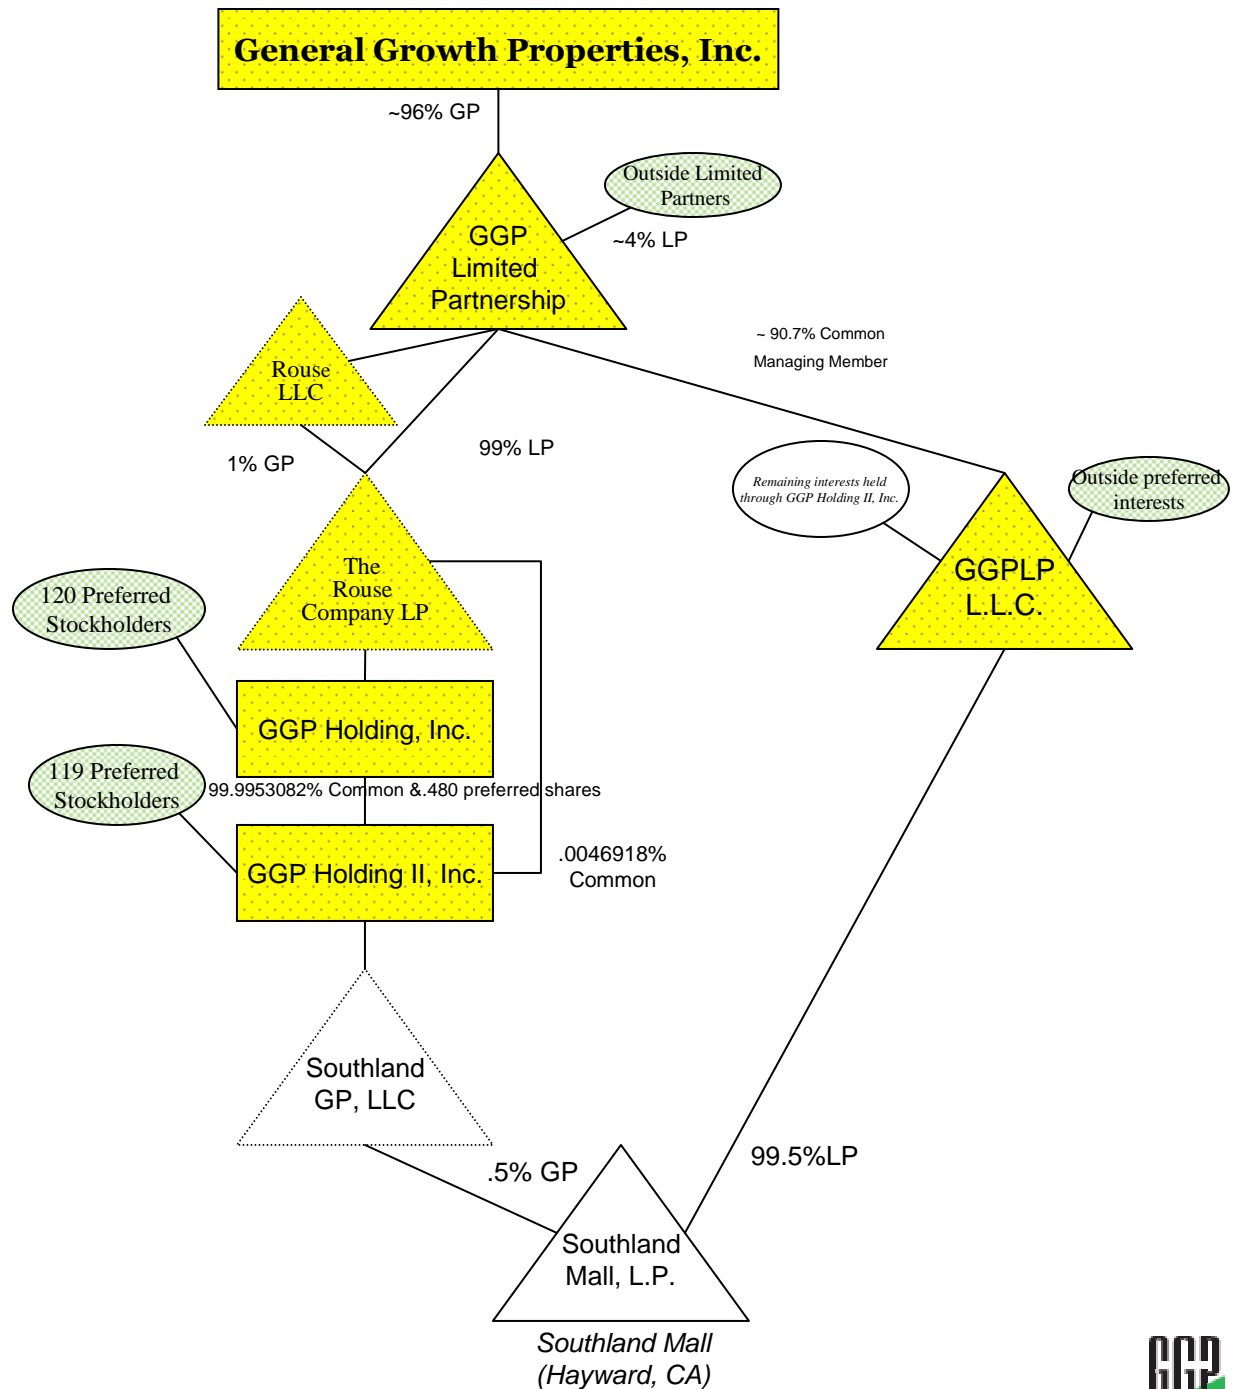 General Growth Properties, Inc.
~96% GP
Outside Limited
Partners
GGP
Limited
Partnership
~4% LP
~ 90.7% Common
Managing Member
Rouse
LLC
1% GP
99% LP
Remaining interests held
through GGP Holding II, Inc.
Outside preferred
interests
The
Rouse
Company LP
GGPLP
L.L.C.
120 Preferred
Stockholders
GGP Holding, Inc.
119 Preferred
Stockholders
99.9953082% Common &.480 preferred shares
GGP Holding II, Inc.
.0046918%
Common
Southland
GP, LLC
.5% GP
99.5%LP
Southland
Mall, L.P.
Southland Mall
(Hayward, CA)
GGP